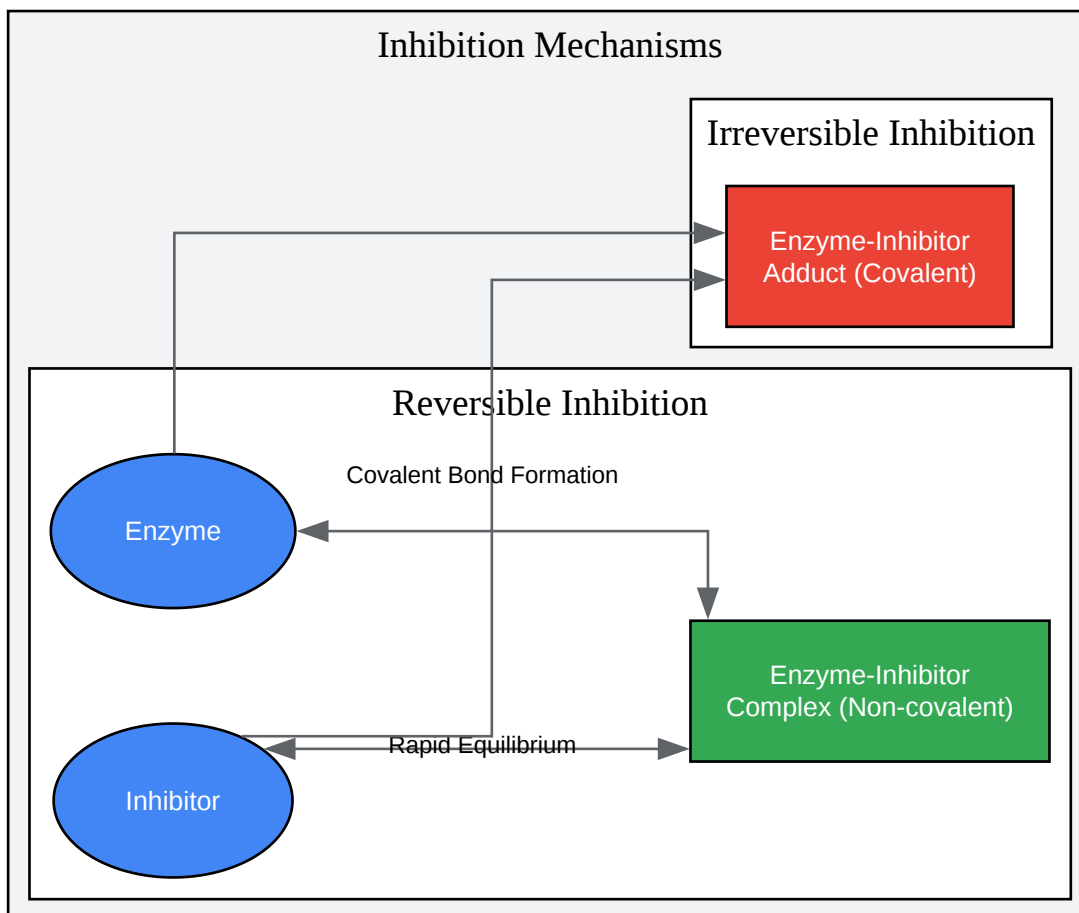 Inhibition Mechanisms
Irreversible Inhibition
Enzyme-Inhibitor
Adduct (Covalent)
Reversible Inhibition
Covalent Bond Formation
Enzyme
Enzyme-Inhibitor
Complex (Non-covalent)
Rapid Equilibrium
Inhibitor